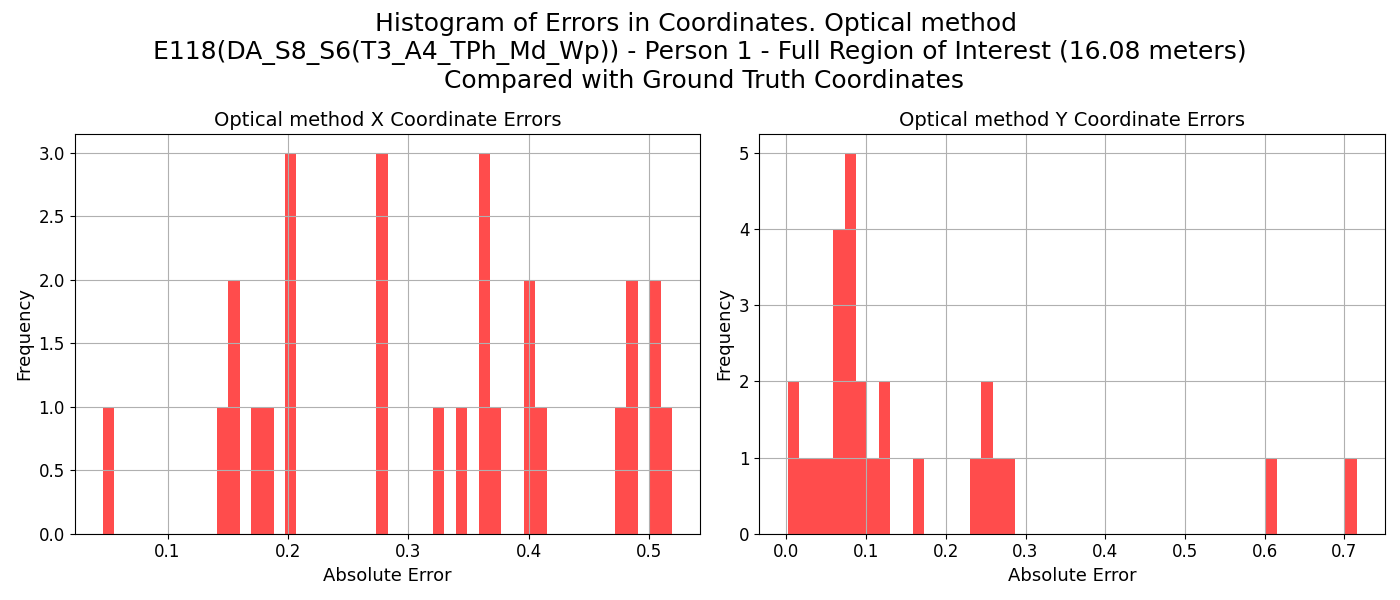 Histogram of Errors in Coordinates. Optical method
E118(DA_S8_S6(T3_A4_TPh_Md_Wp)) - Person 1 - Full Region of Interest (16.08 meters)
Compared with Ground Truth Coordinates
Optical method X Coordinate Errors
Frequency
3.0
2.5
2.0
1.5
1.0
0.5
0.0
0.1 0.2 0.3 0.4 0.5
Absolute Error
Optical method Y Coordinate Errors
Frequency
5
4
3
2
1
0
0.0 0.1 0.2 0.3 0.4 0.5 0.6 0.7
Absolute Error